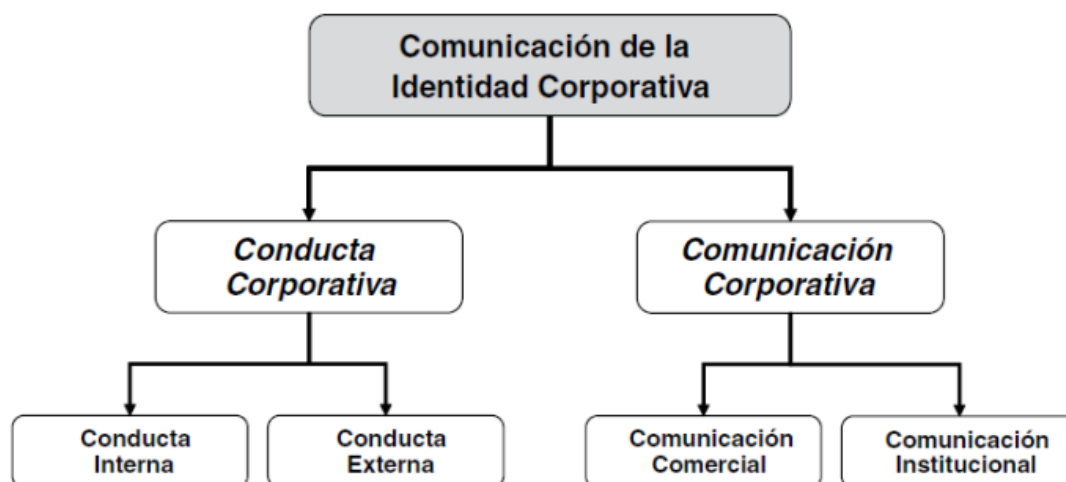 Comunicación de la
Identidad Corporativa
Conducta
Corporativa
Comunicación
Corporativa
Conducta
Interna
Conducta
Externa
Comunicación
Comercial
Comunicación
Institucional